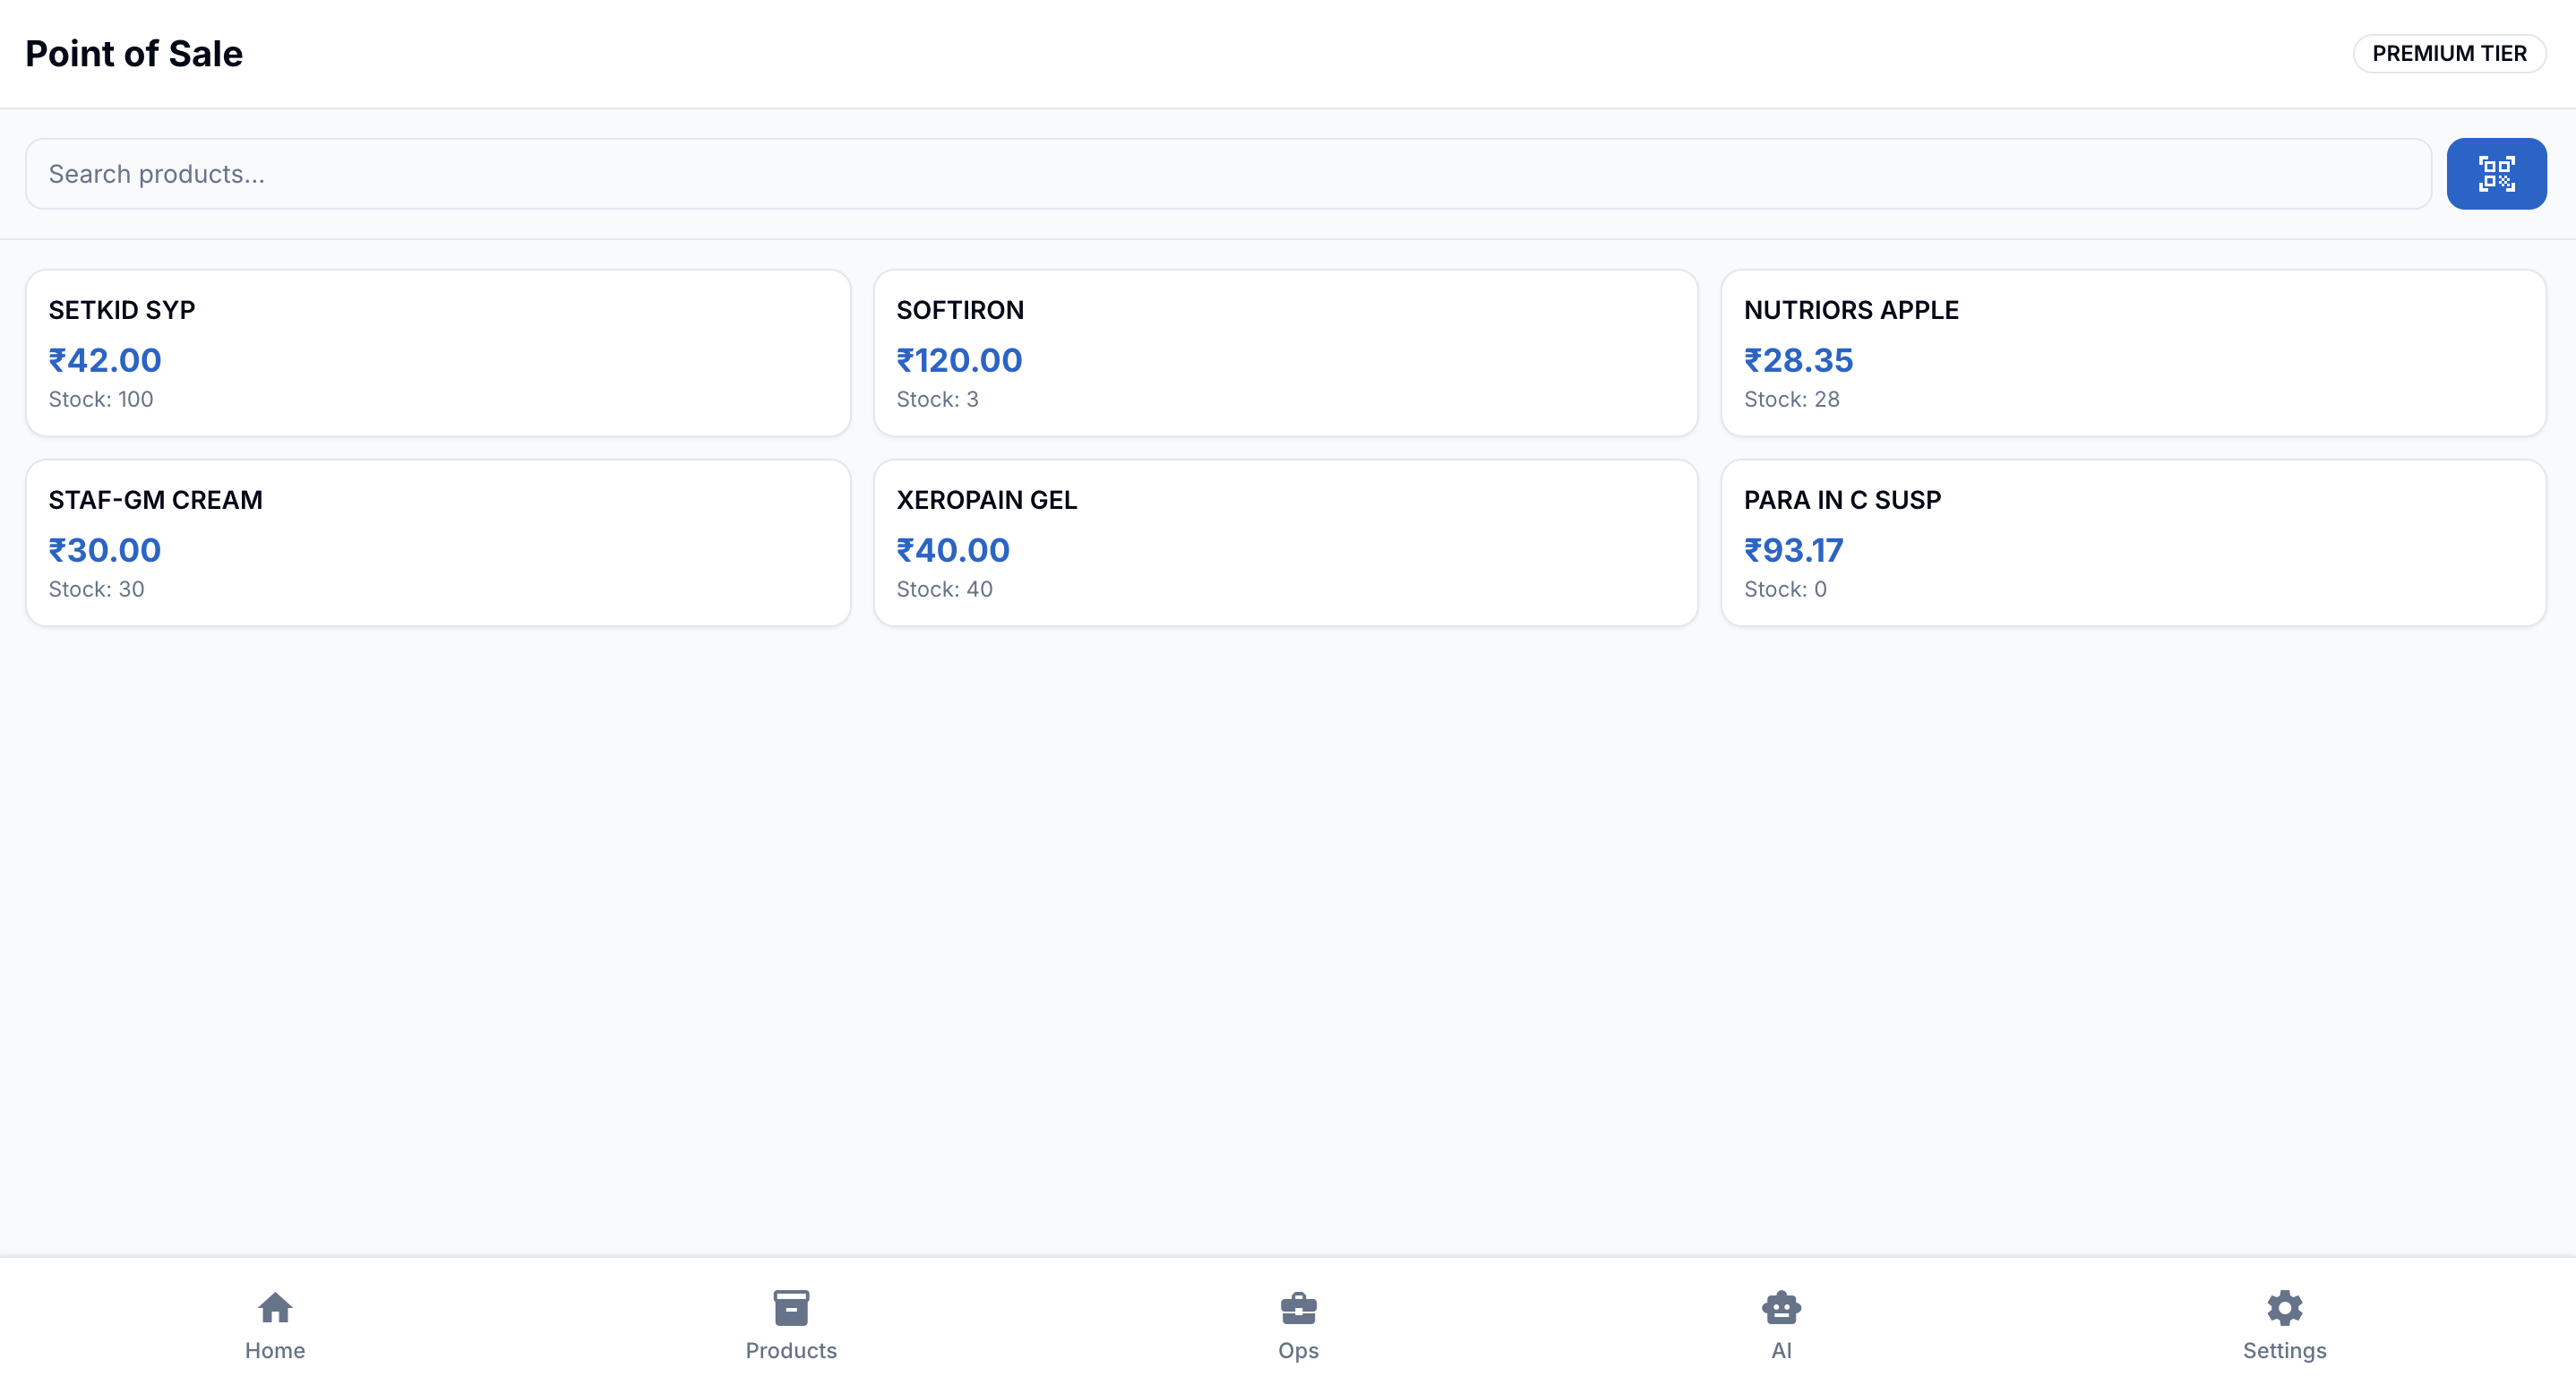 Point of Sale
PREMIUM TIER
Search products...
SETKID SYP
₹42.00
Stock: 100
SOFTIRON
₹120.00
Stock: 3
NUTRIORS APPLE
₹28.35
Stock: 28
STAF-GM CREAM
₹30.00
Stock: 30
XEROPAIN GEL
₹40.00
Stock: 40
PARA IN C SUSP
₹93.17
Stock: 0
Home
Products
Ops
AI
Settings